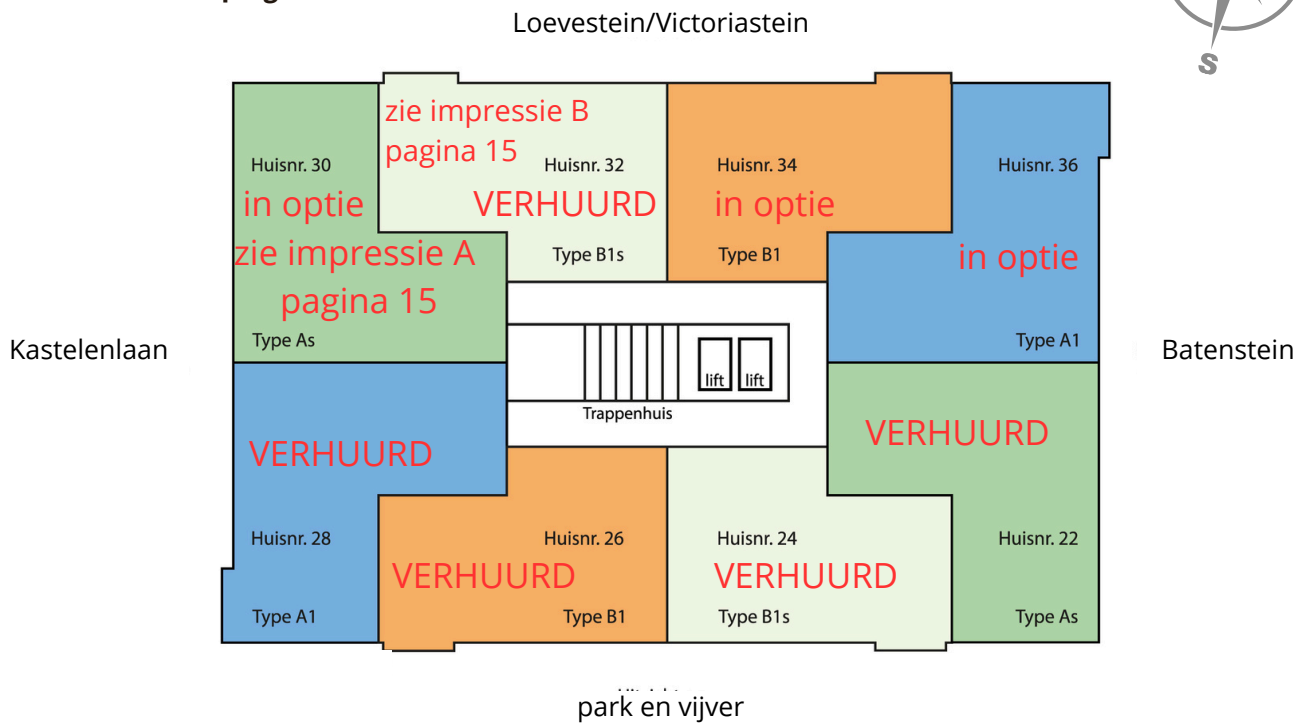 Loevestein/Victoriastein
S
zie impressie B
pagina 15
Huisnr. 30
Huisnr. 32
Huisnr. 34
Huisnr. 36
in optie
VERHUURD
in optie
zie impressie A
Type B1s
Type B1
in optie
pagina 15
Type As
Type A1
Kastelenlaan
Batenstein
lift
lift
Trappenhuis
VERHUURD
VERHUURD
Huisnr. 28
Huisnr. 26
Huisnr. 24
Huisnr. 22
VERHUURD
VERHUURD
Type A1
Type B1
Type B1s
Type As
park en vijver